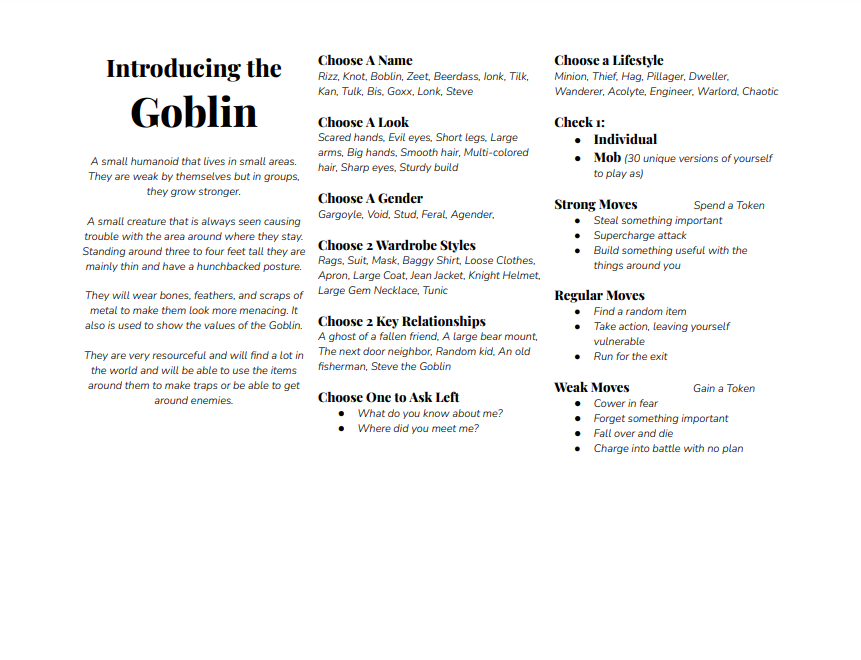 Introducing the
Goblin
A small humanoid that lives in small areas.
They are weak by themselves but in groups,
they grow stronger.
A small creature that is always seen causing
trouble with the area around where they stay.
Standing around three to four feet tall they are
mainly thin and have a hunchbacked posture.
They will wear bones, feathers, and scraps of
metal to make them look more menacing. It
also is used to show the values of the Goblin.
They are very resourceful and will find a lot in
the world and will be able to use the items
around them to make traps or be able to get
around enemies.
Choose A Name
Rizz, Knot, Boblin, Zeet, Beerdass, Ionk, Tilk,
Kan, Tulk, Bis, Goxx, Lonk, Steve
Choose A Look
Scared hands, Evil eyes, Short legs, Large
arms, Big hands, Smooth hair, Multi-colored
hair, Sharp eyes, Sturdy build
Choose A Gender
Gargoyle, Void, Stud, Feral, Agender,
Choose 2 Wardrobe Styles
Rags, Suit, Mask, Baggy Shirt, Loose Clothes,
Apron, Large Coat, Jean Jacket, Knight Helmet,
Large Gem Necklace, Tunic
Choose 2 Key Relationships
A ghost of a fallen friend, A large bear mount,
The next door neighbor, Random kid, An old
fisherman, Steve the Goblin
Choose One to Ask Left
● What do you know about me?
● Where did you meet me?
Choose a Lifestyle
Minion, Thief, Hag, Pillager, Dweller,
Wanderer, Acolyte, Engineer, Warlord, Chaotic
Check 1:
● Individual
● Mob (30 unique versions of yourself
to play as)
Strong Moves Spend a Token
● Steal something important
● Supercharge attack
● Build something useful with the
things around you
Regular Moves
● Find a random item
● Take action, leaving yourself
vulnerable
● Run for the exit
Weak Moves Gain a Token
● Cower in fear
● Forget something important
● Fall over and die
● Charge into battle with no plan